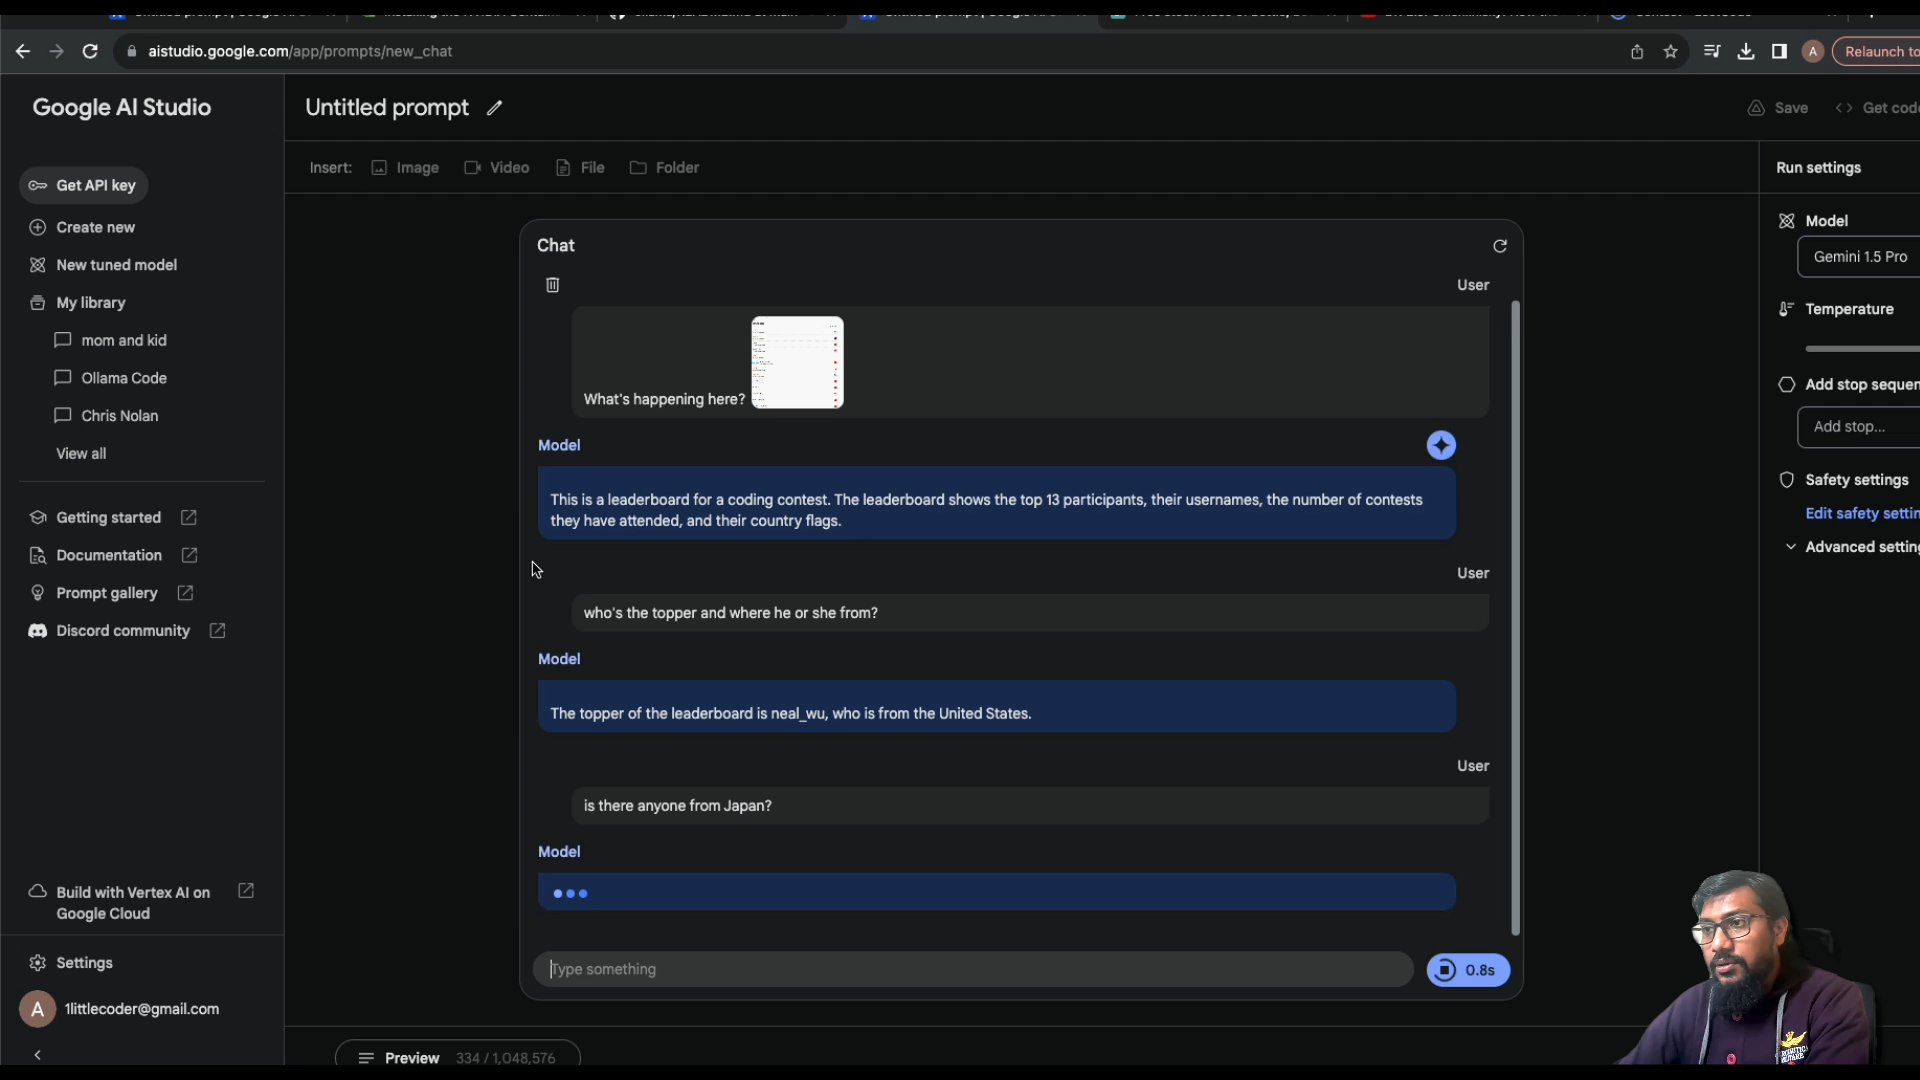 aistudio.google.com/app/prompts/new_chat
A
Relaunch to
Google AI Studio
Untitled prompt
Save
Get code
Insert:
Image
Video
File
Folder
Run settings
Get API key
Create new
New tuned model
My library
mom and kid
Ollama Code
Chris Nolan
View all
Getting started
Documentation
Prompt gallery
Discord community
Build with Vertex AI on
Google Cloud
Settings
A
1littlecoder@gmail.com
Chat
User
What's happening here?
Model
This is a leaderboard for a coding contest. The leaderboard shows the top 13 participants, their usernames, the number of contests
they have attended, and their country flags.
User
who's the topper and where he or she from?
Model
The topper of the leaderboard is neal_wu, who is from the United States.
User
is there anyone from Japan?
Model
Type something
0.8s
Preview
334 / 1,048,576
Model
Gemini 1.5 Pro
Temperature
Add stop sequen
Add stop...
Safety settings
Edit safety settin
Advanced setting